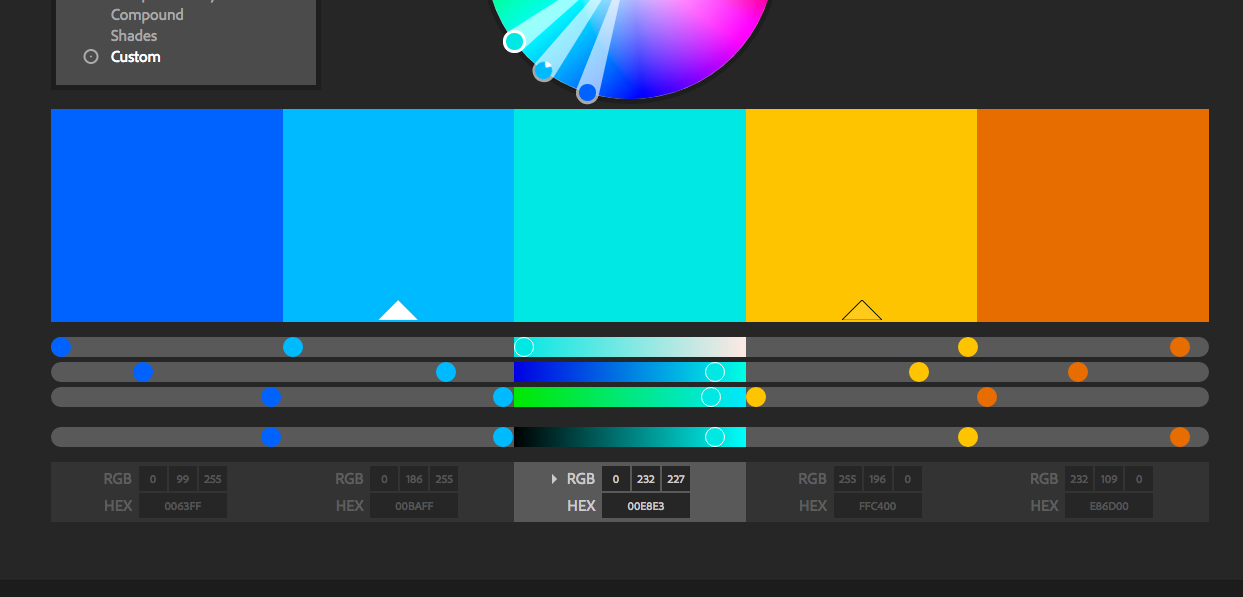 Compound
Shades
Custom
RGB 0 99 255 RGB 0 186 255 RGB 0 232 227 RGB 255 196 0 RGB 232 109 0
HEX 0063FF HEX 00BAFF HEX 00E8E3 HEX FFC400 HEX E86D00